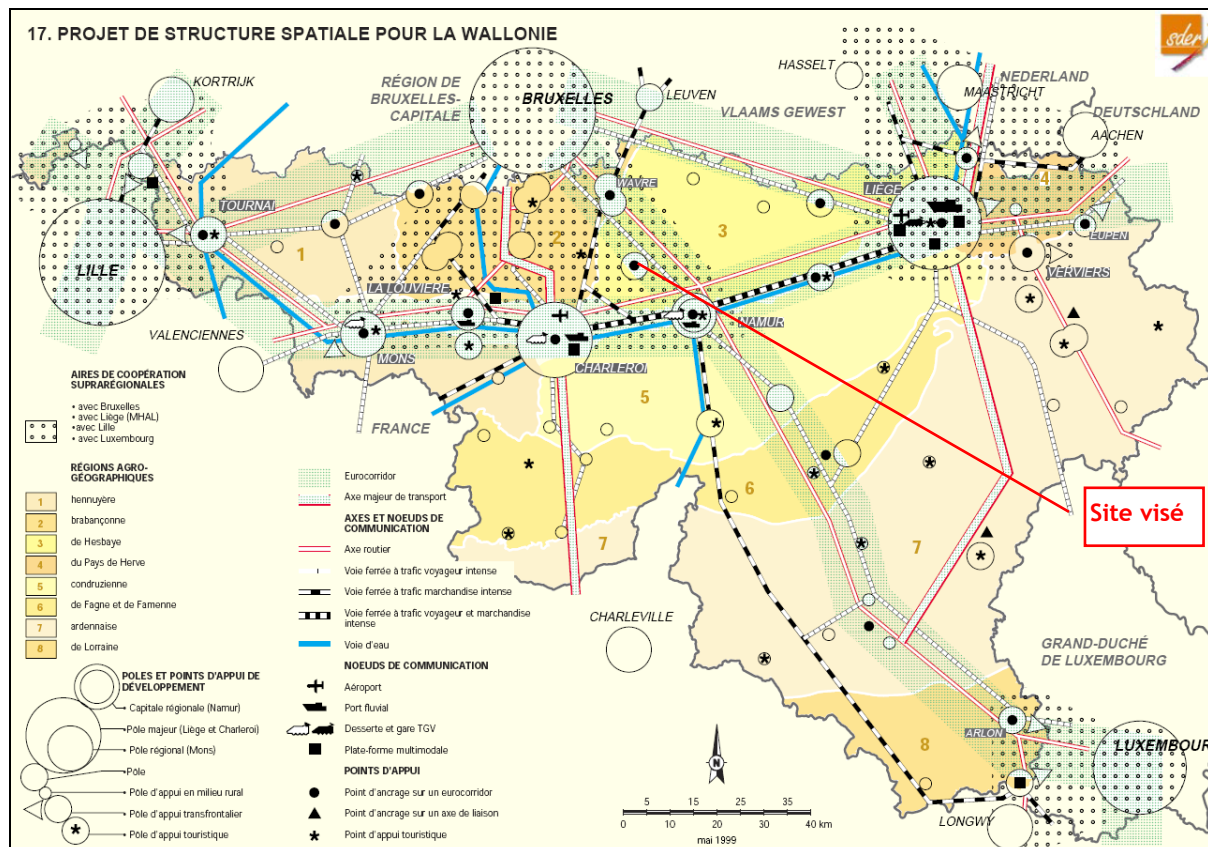 17. PROJET DE STRUCTURE SPATIALE POUR LA WALLONIE
sder
KORTRIJK
RÉGION DE
BRUXELLES-
CAPITALE
BRUXELLES
LEUVEN
HASSELT
VLAAMS GEWEST
NEDERLAND
MAASTRICHT
DEUTSCHLAND
AACHEN
TOURNAI
WAVRE
LIÈGE
4
EUPEN
1
2
3
LILLE
VERVIERS
LA LOUVIERE
NAMUR
VALENCIENNES
MONS
CHARLEROI
5
FRANCE
6
7
7
Site visé
CHARLEVILLE
GRAND-DUCHÉ
DE LUXEMBOURG
8
ARLON
LUXEMBOUR
LONGWY
AIRES DE COOPÉRATION
SUPRARÉGIONALES
• avec Bruxelles
• avec Liège (MHAL)
• avec Lille
• avec Luxembourg
RÉGIONS AGRO-
GÉOGRAPHIQUES
1 hennuyère
2 brabançonne
3 de Hesbaye
4 du Pays de Herve
5 condruzienne
6 de Fagne et de Famenne
7 ardennaise
8 de Lorraine
POLES ET POINTS D'APPUI DE
DÉVELOPPEMENT
Capitale régionale (Namur)
Pôle majeur (Liège et Charleroi)
Pôle régional (Mons)
Pôle
Pôle d'appui en milieu rural
Pôle d'appui transfrontalier
Pôle d'appui touristique
Eurocorridor
Axe majeur de transport
AXES ET NOEUDS DE
COMMUNICATION
Axe routier
Voie ferrée à trafic voyageur intense
Voie ferrée à trafic marchandise intense
Voie ferrée à trafic voyageur et marchandise
intense
Voie d'eau
NOEUDS DE COMMUNICATION
Aéroport
Port fluvial
Desserte et gare TGV
Plate-forme multimodale
POINTS D'APPUI
Point d'ancrage sur un eurocorridor
Point d'ancrage sur un axe de liaison
Point d'appui touristique
N
5 15 25 35
0 10 20 30 40 km
mai 1999